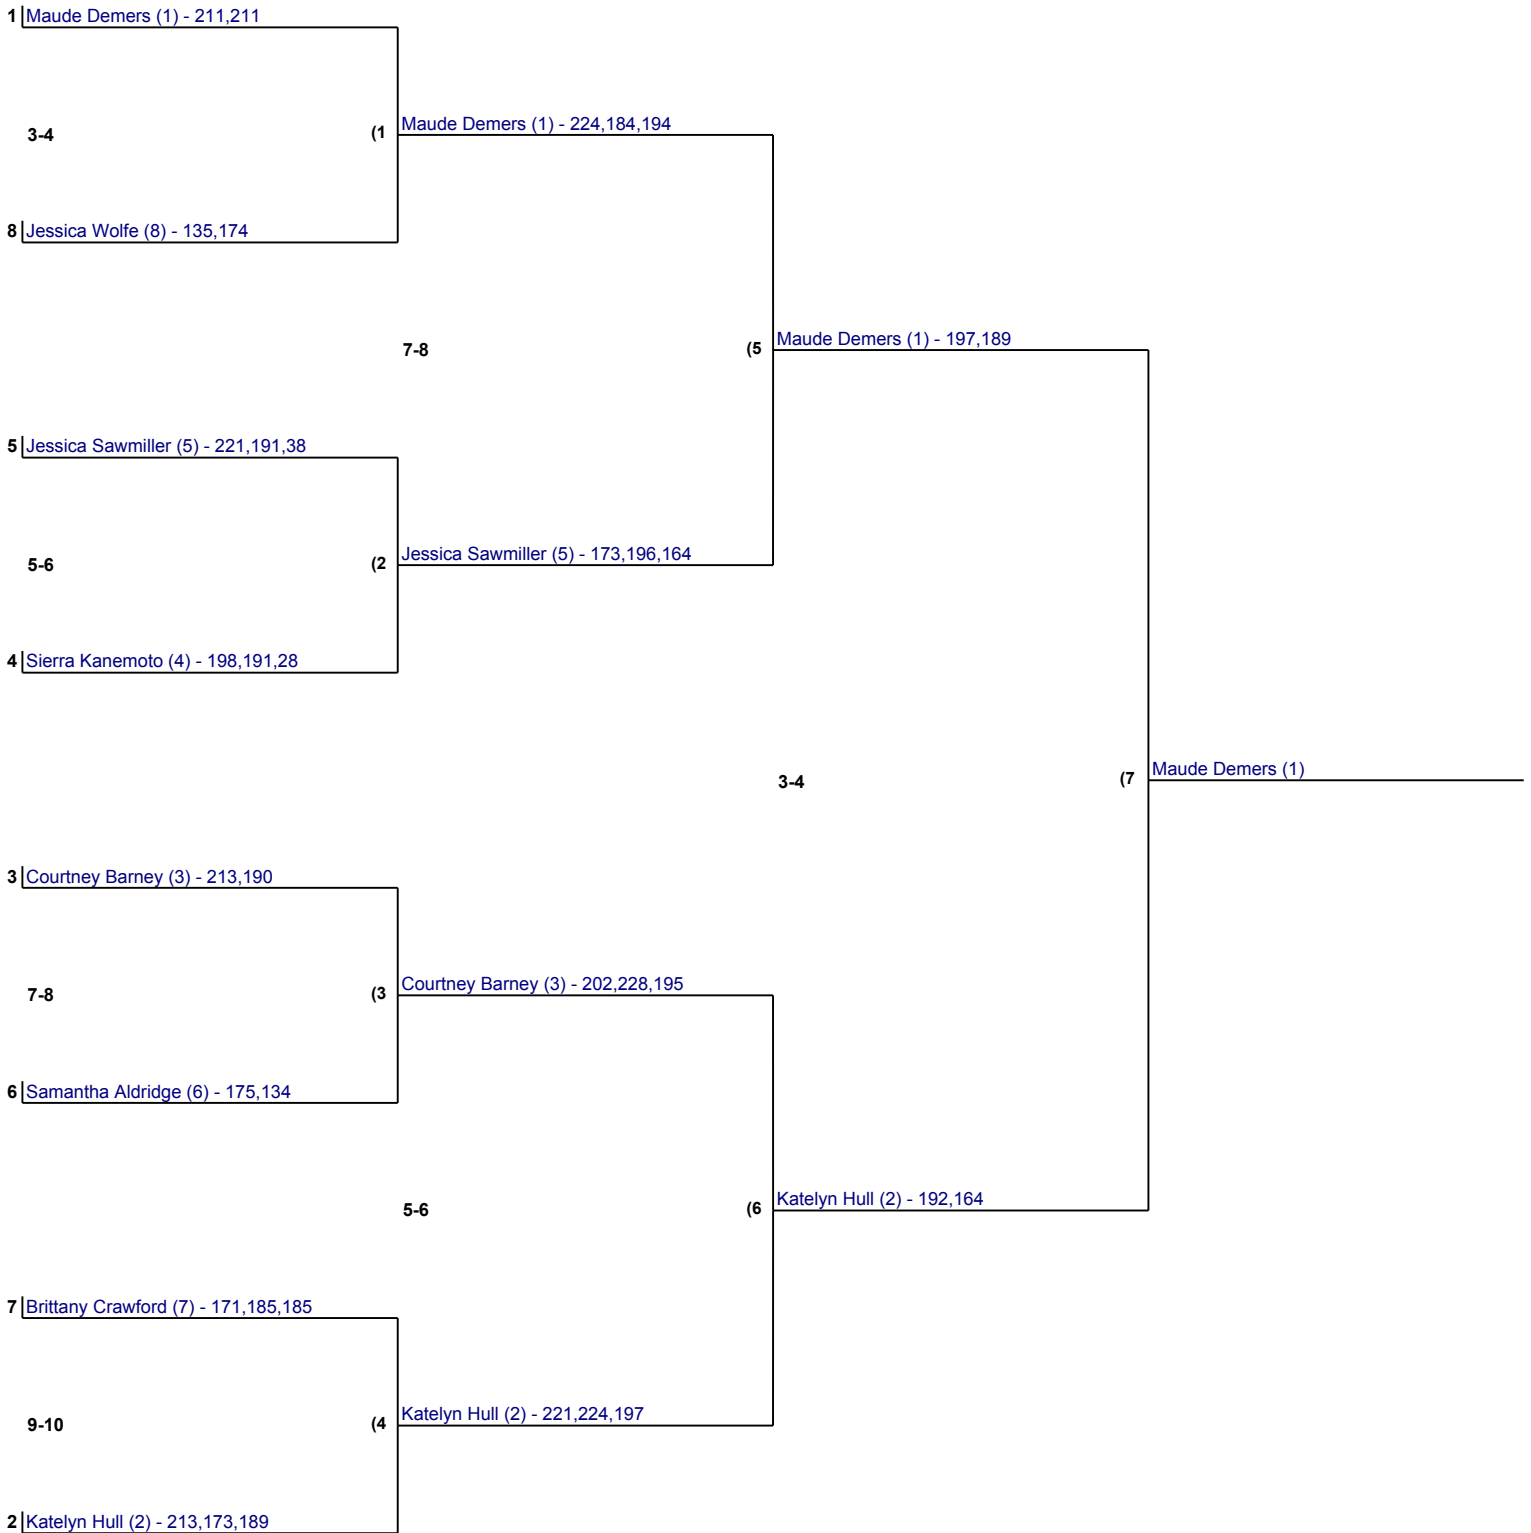 1 Maude Demers (1) - 211,211
Maude Demers (1) - 224,184,194
3-4 (1
8 Jessica Wolfe (8) - 135,174
Maude Demers (1) - 197,189
7-8 (5
5 Jessica Sawmiller (5) - 221,191,38
Jessica Sawmiller (5) - 173,196,164
5-6 (2
4 Sierra Kanemoto (4) - 198,191,28
Maude Demers (1)
3-4 (7
3 Courtney Barney (3) - 213,190
Courtney Barney (3) - 202,228,195
7-8 (3
6 Samantha Aldridge (6) - 175,134
Katelyn Hull (2) - 192,164
5-6 (6
7 Brittany Crawford (7) - 171,185,185
Katelyn Hull (2) - 221,224,197
9-10 (4
2 Katelyn Hull (2) - 213,173,189